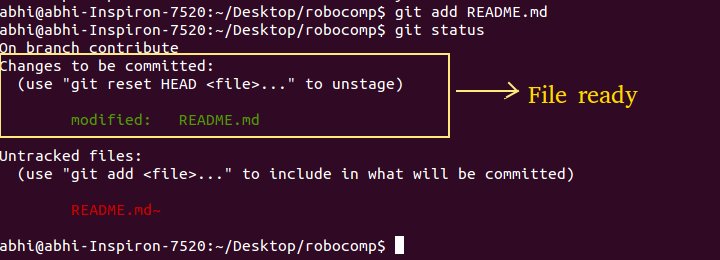 abhi@abhi-Inspiron-7520:~/Desktop/robocomp$ git add README.md
abhi@abhi-Inspiron-7520:~/Desktop/robocomp$ git status
On branch contribute
Changes to be committed:
(use "git reset HEAD <file>..." to unstage)
File ready
modified: README.md
Untracked files:
(use "git add <file>..." to include in what will be committed)
README.md~
abhi@abhi-Inspiron-7520:~/Desktop/robocomp$